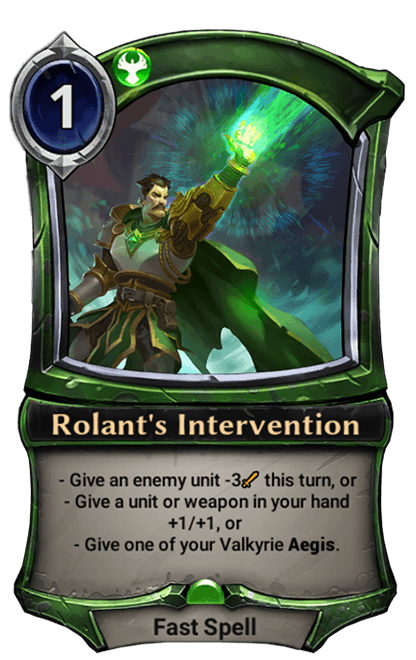 1
Rolant's Intervention
- Give an enemy unit -3 this turn, or
- Give a unit or weapon in your hand
+1/+1, or
- Give one of your Valkyrie Aegis.
Fast Spell